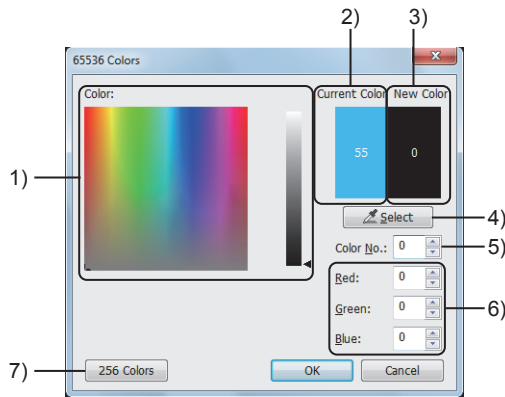 2) 3)
65536 Colors
Color: Current Color New Color
1) 55 0
Select 4)
Color No.: 0 5)
Red: 0
Green: 0 6)
Blue: 0
7) 256 Colors OK Cancel